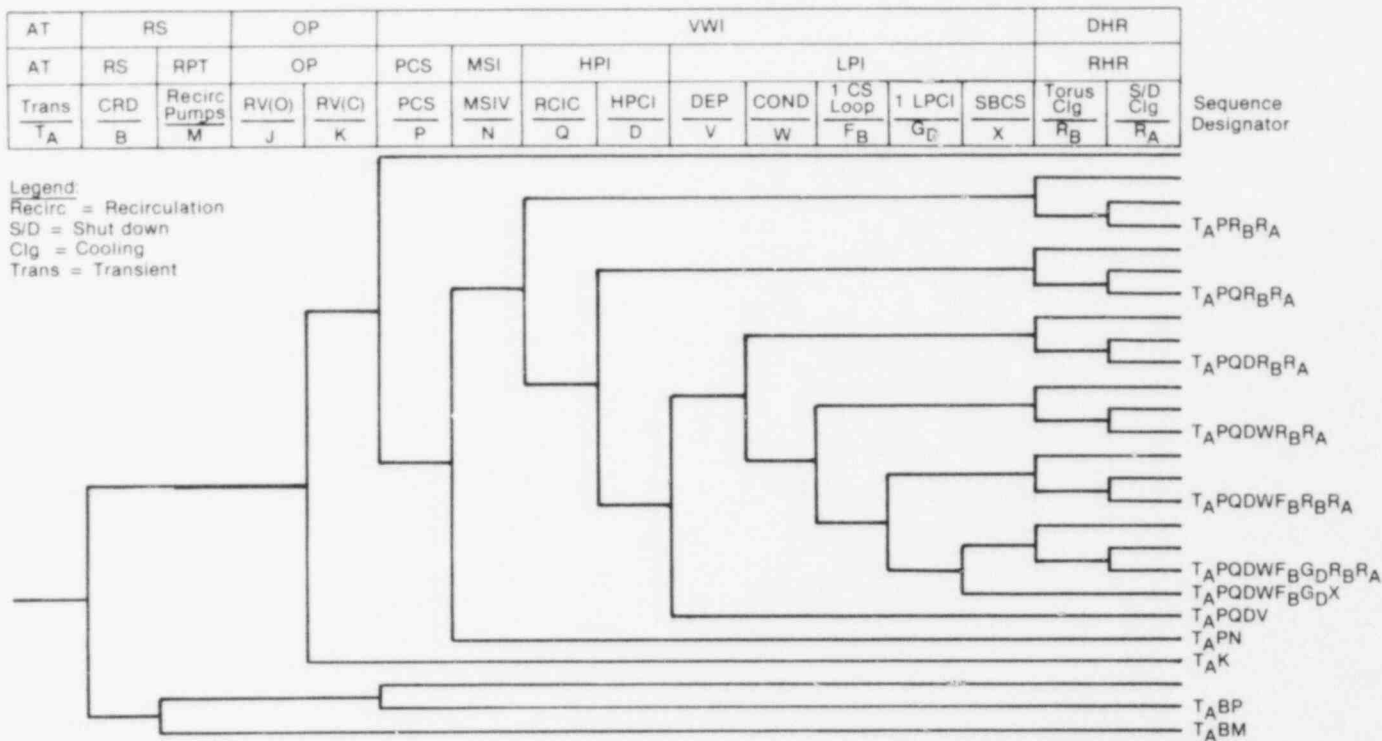 AT RS OP VWI DHR
AT RS RPT OP PCS MSI HPI LPI RHR
Trans CRD Recirc Pumps RV(O) RV(C) PCS MSIV RCIC HPCI DEP COND 1 CS Loop 1 LPCI SBCS Torus Clg S/D Clg Sequence Designator
TA B M J K P N Q D V W FB GD X RB RA
Legend:
Recirc = Recirculation
S/D = Shut down
Clg = Cooling
Trans = Transient
TAPRBRA
TAPQRBRA
TAPQDRBRA
TAPQDWRBRA
TAPQDWFBRBRA
TAPQDWFBGDRBRA
TAPQDWFBGDX
TAPQDV
TAPN
TAK
TABP
TABM